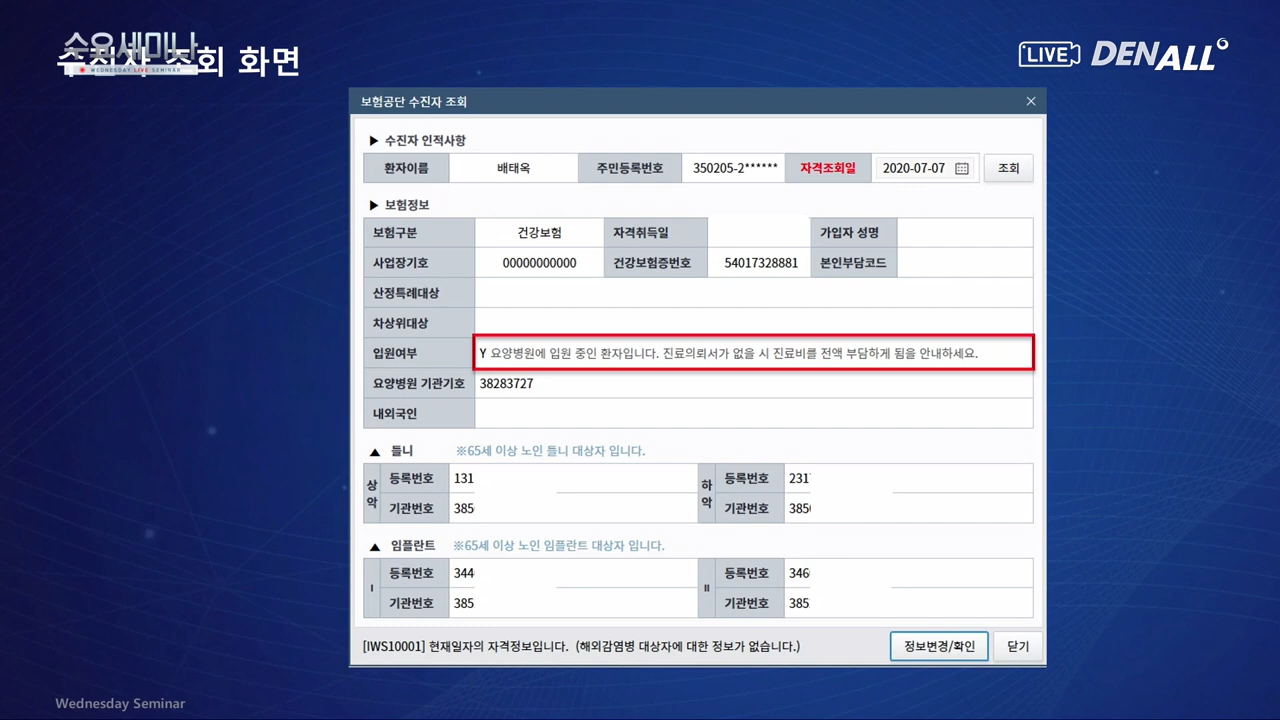 수요세미나
WEDNESDAY LIVE SEMINAR
수진자 조회 화면
LIVE DENALL
보험공단 수진자 조회
▶ 수진자 인적사항
환자이름 배태옥 주민등록번호 350205-2****** 자격조회일 2020-07-07 조회
▶ 보험정보
보험구분 건강보험 자격취득일 가입자 성명
사업장기호 00000000000 건강보험증번호 54017328881 본인부담코드
산정특례대상
차상위대상
입원여부 Y 요양병원에 입원 중인 환자입니다. 진료의뢰서가 없을 시 진료비를 전액 부담하게 됨을 안내하세요.
요양병원 기관기호 38283727
내외국인
▲ 틀니 ※65세 이상 노인 틀니 대상자 입니다.
상악 등록번호 131 하악 등록번호 231
기관번호 385 기관번호 385
▲ 임플란트 ※65세 이상 노인 임플란트 대상자 입니다.
I 등록번호 344 II 등록번호 346
기관번호 385 기관번호 385
[IWS10001] 현재일자의 자격정보입니다. (해외감염병 대상자에 대한 정보가 없습니다.) 정보변경/확인 닫기
Wednesday Seminar